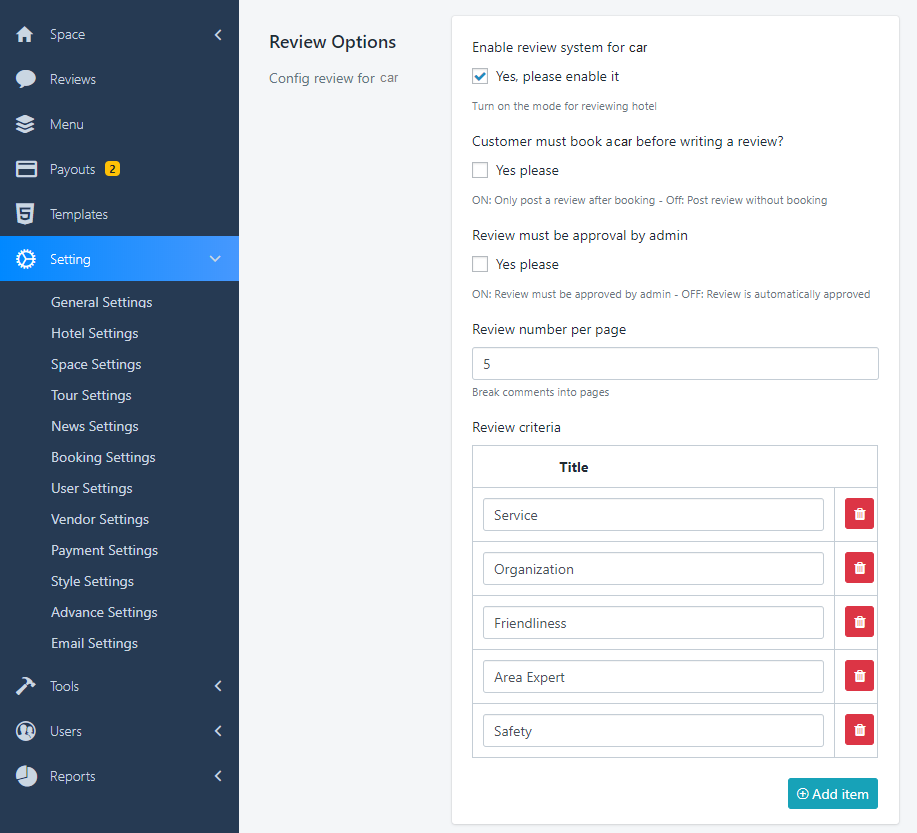 Space
Reviews
Menu
Payouts 2
Templates
Setting
General Settings
Hotel Settings
Space Settings
Tour Settings
News Settings
Booking Settings
User Settings
Vendor Settings
Payment Settings
Style Settings
Advance Settings
Email Settings
Tools
Users
Reports
Review Options
Config review for car
Enable review system for car
Yes, please enable it
Turn on the mode for reviewing hotel
Customer must book a car before writing a review?
Yes please
ON: Only post a review after booking - Off: Post review without booking
Review must be approval by admin
Yes please
ON: Review must be approved by admin - OFF: Review is automatically approved
Review number per page
5
Break comments into pages
Review criteria
Title
Service
Organization
Friendliness
Area Expert
Safety
Add item